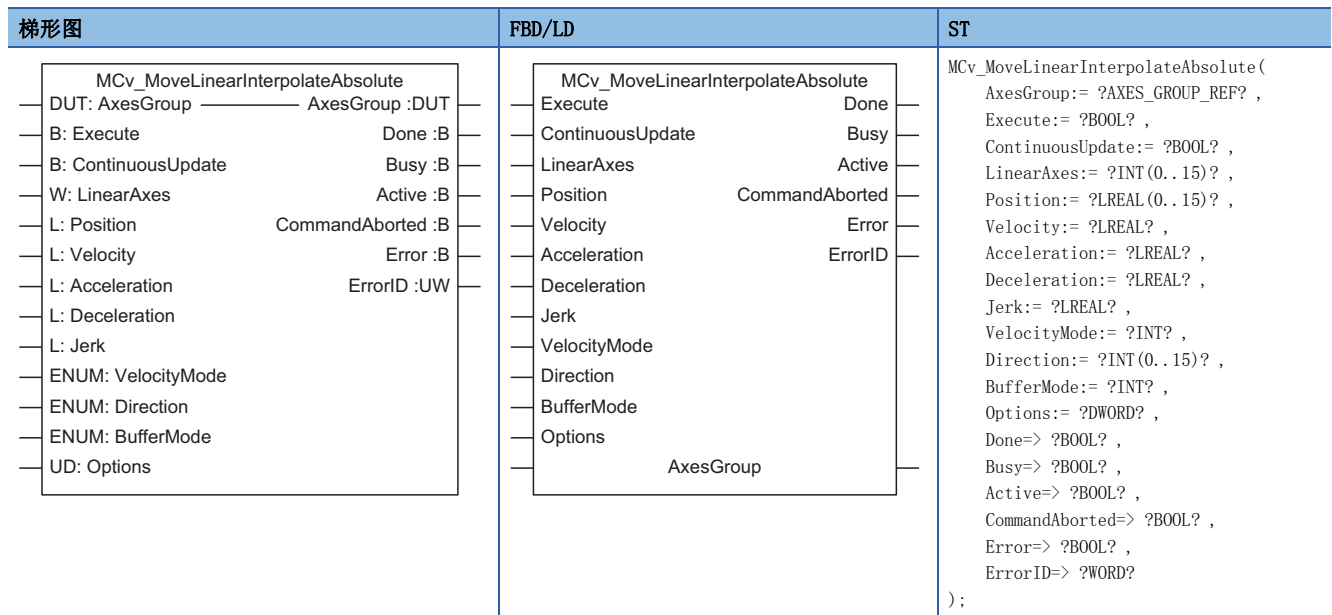 梯形图
FBD/LD
ST
MCv_MoveLinearInterpolateAbsolute
DUT: AxesGroup AxesGroup :DUT
B: Execute Done :B
B: ContinuousUpdate Busy :B
W: LinearAxes Active :B
L: Position CommandAborted :B
L: Velocity Error :B
L: Acceleration ErrorID :UW
L: Deceleration
L: Jerk
ENUM: VelocityMode
ENUM: Direction
ENUM: BufferMode
UD: Options
MCv_MoveLinearInterpolateAbsolute
Execute Done
ContinuousUpdate Busy
LinearAxes Active
Position CommandAborted
Velocity Error
Acceleration ErrorID
Deceleration
Jerk
VelocityMode
Direction
BufferMode
Options
AxesGroup
MCv_MoveLinearInterpolateAbsolute(
AxesGroup:= ?AXES_GROUP_REF? ,
Execute:= ?BOOL? ,
ContinuousUpdate:= ?BOOL? ,
LinearAxes:= ?INT(0..15)? ,
Position:= ?LREAL(0..15)? ,
Velocity:= ?LREAL? ,
Acceleration:= ?LREAL? ,
Deceleration:= ?LREAL? ,
Jerk:= ?LREAL? ,
VelocityMode:= ?INT? ,
Direction:= ?INT(0..15)? ,
BufferMode:= ?INT? ,
Options:= ?DWORD? ,
Done=> ?BOOL? ,
Busy=> ?BOOL? ,
Active=> ?BOOL? ,
CommandAborted=> ?BOOL? ,
Error=> ?BOOL? ,
ErrorID=> ?WORD?
);